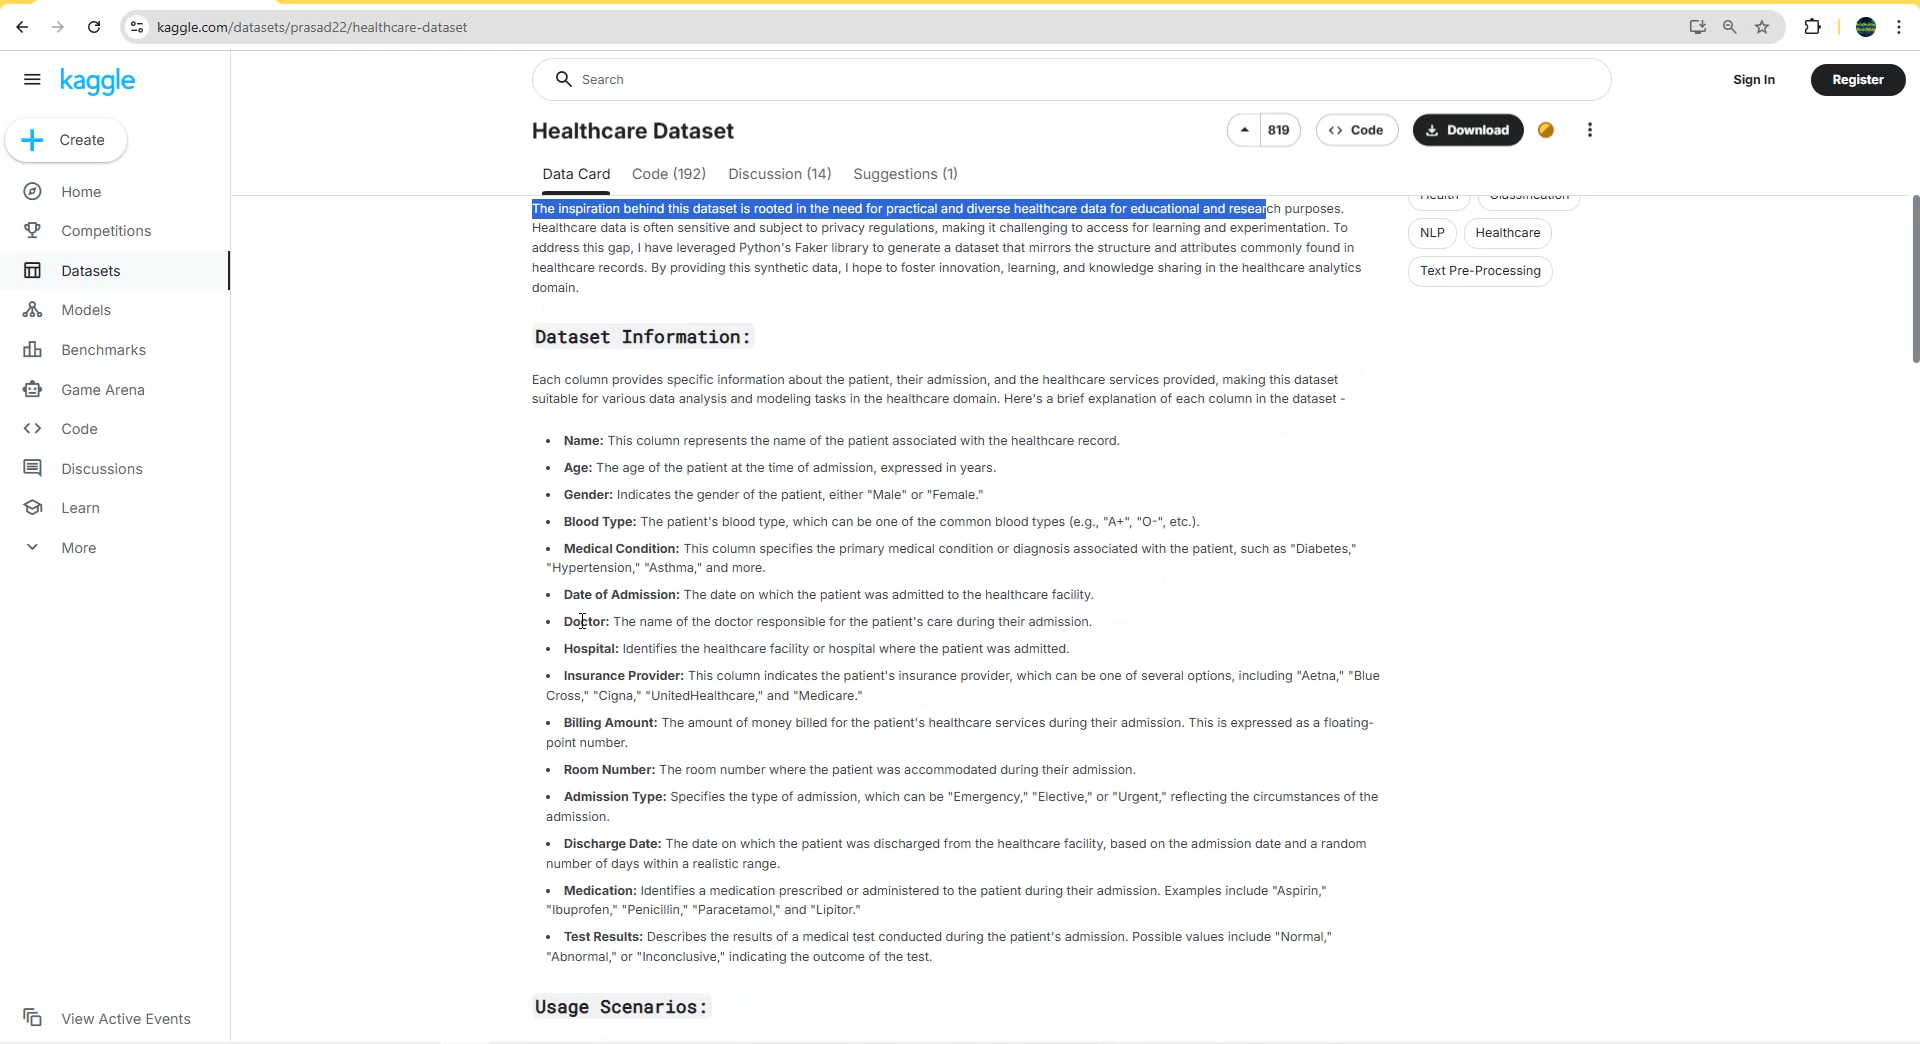 kaggle.com/datasets/prasad22/healthcare-dataset
kaggle
Search
Sign In
Register
Create
Home
Competitions
Datasets
Models
Benchmarks
Game Arena
Code
Discussions
Learn
More
View Active Events
Healthcare Dataset
819
Code
Download
Data Card
Code (192)
Discussion (14)
Suggestions (1)
The inspiration behind this dataset is rooted in the need for practical and diverse healthcare data for educational and research purposes.
Healthcare data is often sensitive and subject to privacy regulations, making it challenging to access for learning and experimentation. To
address this gap, I have leveraged Python's Faker library to generate a dataset that mirrors the structure and attributes commonly found in
healthcare records. By providing this synthetic data, I hope to foster innovation, learning, and knowledge sharing in the healthcare analytics
domain.
Health
Classification
NLP
Healthcare
Text Pre-Processing
Dataset Information:
Each column provides specific information about the patient, their admission, and the healthcare services provided, making this dataset
suitable for various data analysis and modeling tasks in the healthcare domain. Here's a brief explanation of each column in the dataset -
• Name: This column represents the name of the patient associated with the healthcare record.
• Age: The age of the patient at the time of admission, expressed in years.
• Gender: Indicates the gender of the patient, either "Male" or "Female."
• Blood Type: The patient's blood type, which can be one of the common blood types (e.g., "A+", "O-", etc.).
• Medical Condition: This column specifies the primary medical condition or diagnosis associated with the patient, such as "Diabetes,"
"Hypertension," "Asthma," and more.
• Date of Admission: The date on which the patient was admitted to the healthcare facility.
• Doctor: The name of the doctor responsible for the patient's care during their admission.
• Hospital: Identifies the healthcare facility or hospital where the patient was admitted.
• Insurance Provider: This column indicates the patient's insurance provider, which can be one of several options, including "Aetna," "Blue
Cross," "Cigna," "UnitedHealthcare," and "Medicare."
• Billing Amount: The amount of money billed for the patient's healthcare services during their admission. This is expressed as a floating-
point number.
• Room Number: The room number where the patient was accommodated during their admission.
• Admission Type: Specifies the type of admission, which can be "Emergency," "Elective," or "Urgent," reflecting the circumstances of the
admission.
• Discharge Date: The date on which the patient was discharged from the healthcare facility, based on the admission date and a random
number of days within a realistic range.
• Medication: Identifies a medication prescribed or administered to the patient during their admission. Examples include "Aspirin,"
"Ibuprofen," "Penicillin," "Paracetamol," and "Lipitor."
• Test Results: Describes the results of a medical test conducted during the patient's admission. Possible values include "Normal,"
"Abnormal," or "Inconclusive," indicating the outcome of the test.
Usage Scenarios: